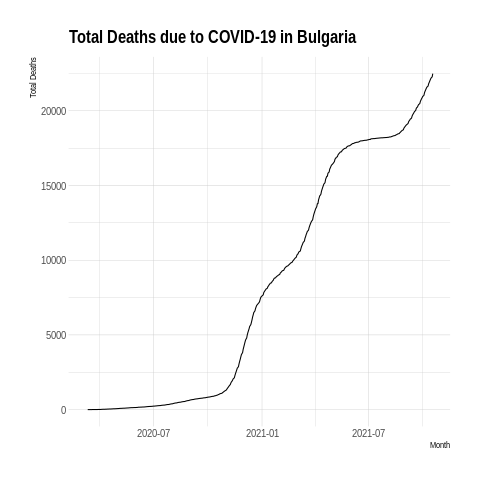 Total Deaths due to COVID-19 in Bulgaria
Total Deaths
20000
15000
10000
5000
0
2020-07
2021-01
2021-07
Month